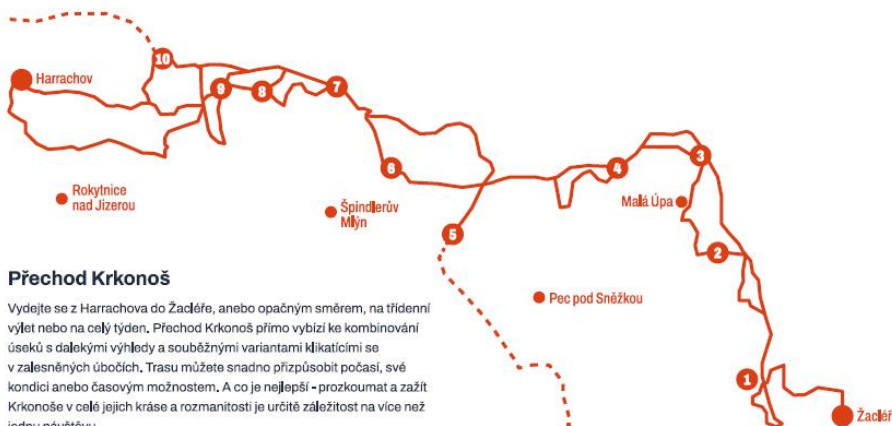 10
Harrachov
9
8
7
6
4
3
Rokytnice
nad Jizerou
Špindlerův
Mlýn
Malá Úpa
5
2
Pec pod Sněžkou
1
Žacléř
Přechod Krkonoš
Vydejte se z Harrachova do Žacléře, anebo opačným směrem, na třídenní
výlet nebo na celý týden. Přechod Krkonoš přímo vybízí ke kombinování
úseků s dalekými výhledy a souběžnými variantami klikatícími se
v zalesněných úbočích. Trasu můžete snadno přizpůsobit počasí, své
kondici anebo časovým možnostem. A co je nejlepší - prozkoumat a zažít
Krkonoše v celé jejich kráse a rozmanitosti je určitě záležitost na více než
jednu návštěvu